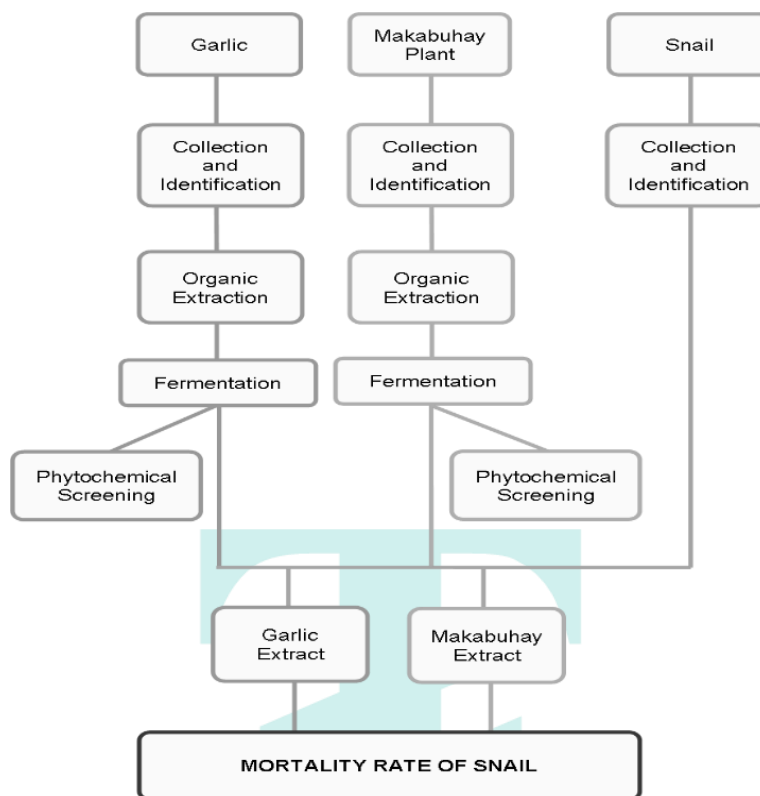 Garlic
Makabuhay
Plant
Snail
Collection
and
Identification
Collection
and
Identification
Collection
and
Identification
Organic
Extraction
Organic
Extraction
Fermentation
Fermentation
Phytochemical
Screening
Phytochemical
Screening
Garlic
Extract
Makabuhay
Extract
MORTALITY RATE OF SNAIL